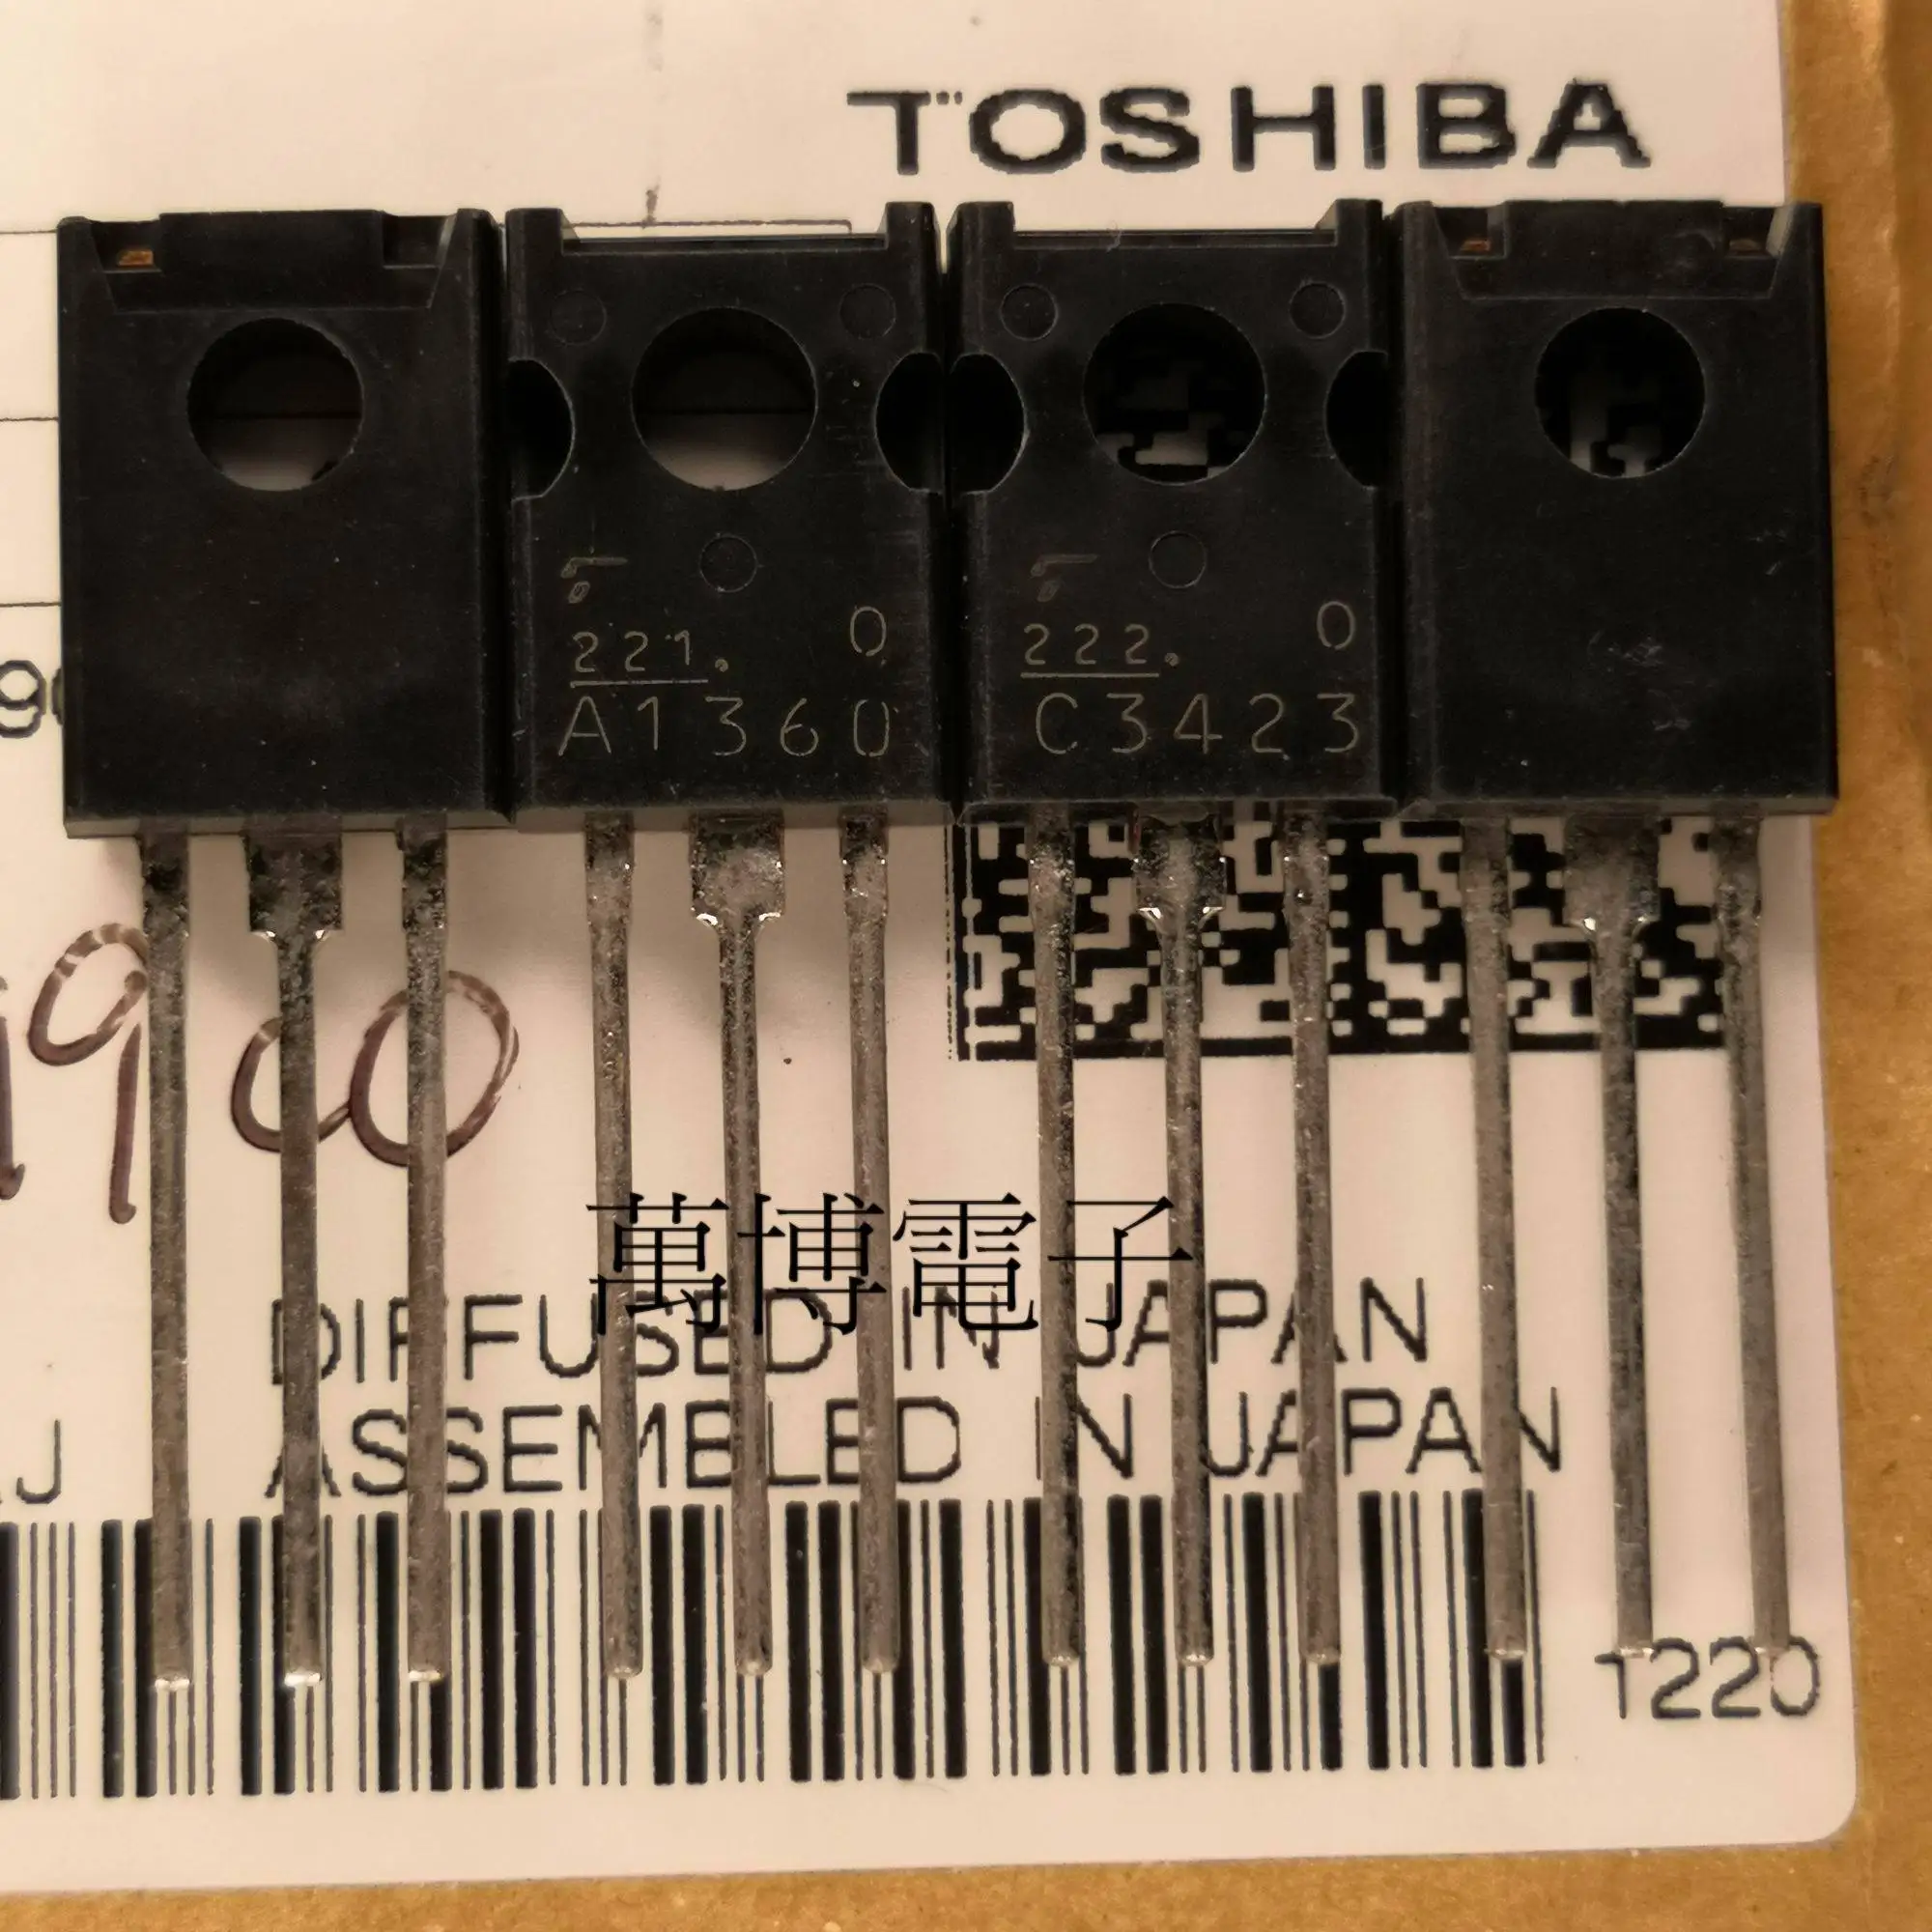 TOSHIBA
221. 0
A1360
222. 0
C3423
萬博電子
DIFFUSED IN JAPAN
ASSEMBLED IN JAPAN
1220